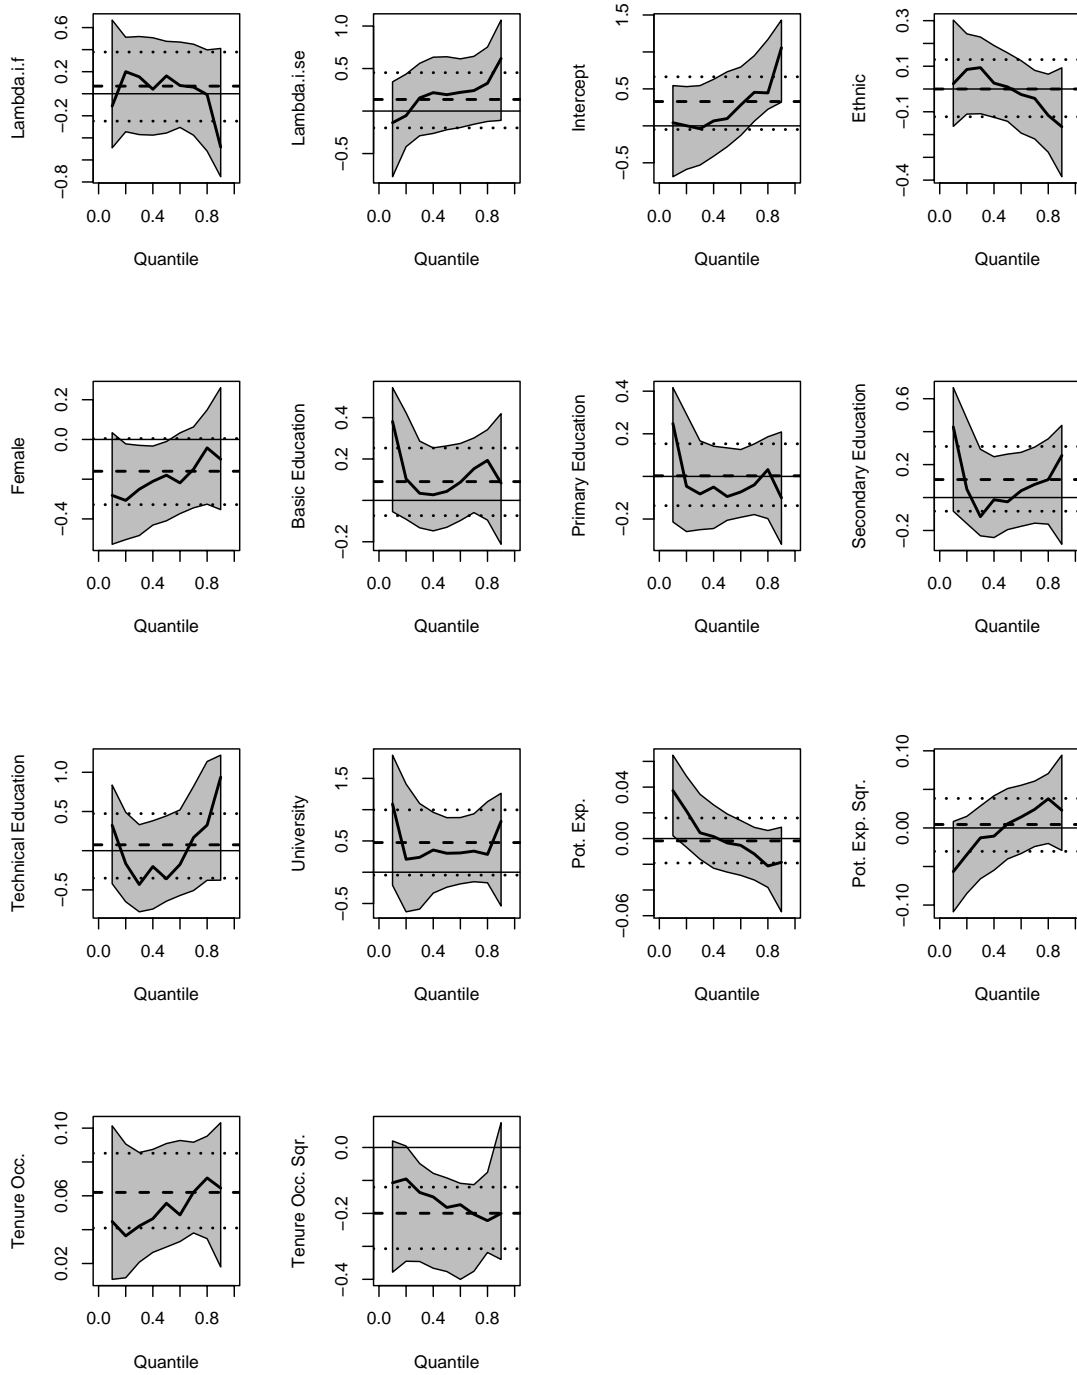 Lambda.i.f
0.6
0.2
−0.2
−0.8
0.0 0.4 0.8
Quantile
Lambda.i.se
1.0
0.5
−0.5
0.0 0.4 0.8
Quantile
Intercept
1.5
0.5
−0.5
0.0 0.4 0.8
Quantile
Ethnic
0.3
0.1
−0.1
−0.4
0.0 0.4 0.8
Quantile
Female
0.2
0.0
−0.4
0.0 0.4 0.8
Quantile
Basic Education
0.4
0.2
−0.2
0.0 0.4 0.8
Quantile
Primary Education
0.4
0.2
−0.2
0.0 0.4 0.8
Quantile
Secondary Education
0.6
0.2
−0.2
0.0 0.4 0.8
Quantile
Technical Education
1.0
0.5
−0.5
0.0 0.4 0.8
Quantile
University
1.5
0.5
−0.5
0.0 0.4 0.8
Quantile
Pot. Exp.
0.04
0.00
−0.06
0.0 0.4 0.8
Quantile
Pot. Exp. Sqr.
0.10
0.00
−0.10
0.0 0.4 0.8
Quantile
Tenure Occ.
0.10
0.06
0.02
0.0 0.4 0.8
Quantile
Tenure Occ. Sqr.
0.0
−0.2
−0.4
0.0 0.4 0.8
Quantile